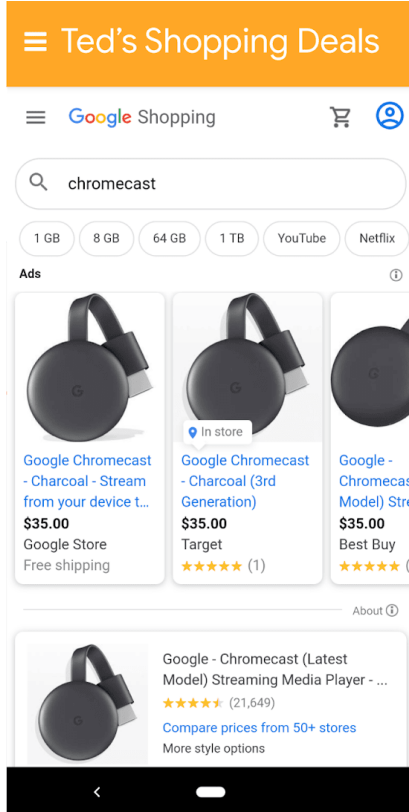 Ted's Shopping Deals
Google Shopping
chromecast
1 GB
8 GB
64 GB
1 TB
YouTube
Netflix
Ads
In store
Google Chromecast
- Charcoal - Stream
from your device t...
$35.00
Google Store
Free shipping
Google Chromecast
- Charcoal (3rd
Generation)
$35.00
Target
(1)
Google -
Model) Stre
$35.00
Best Buy
About
Google - Chromecast (Latest
Model) Streaming Media Player - ...
(21,649)
Compare prices from 50+ stores
More style options